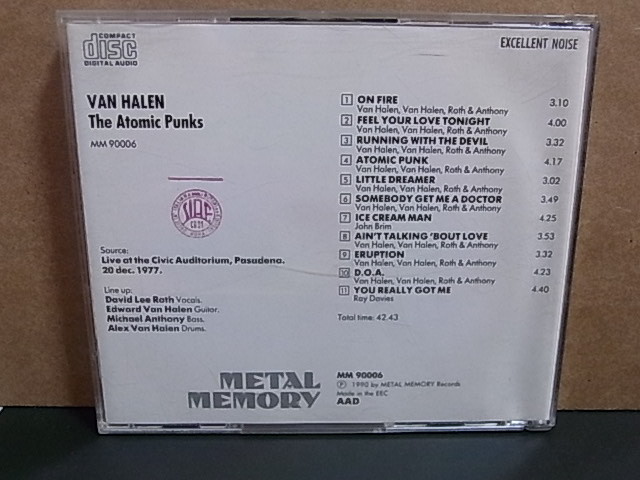 COMPACT
disc
DIGITAL AUDIO
EXCELLENT NOISE
VAN HALEN
The Atomic Punks
MM 90006
1 ON FIRE 3.10
Van Halen, Van Halen, Roth & Anthony
2 FEEL YOUR LOVE TONIGHT 4.00
Van Halen, Van Halen, Roth & Anthony
3 RUNNING WITH THE DEVIL 3.32
Van Halen, Van Halen, Roth & Anthony
4 ATOMIC PUNK 4.17
Van Halen, Van Halen, Roth & Anthony
5 LITTLE DREAMER 3.02
Van Halen, Van Halen, Roth & Anthony
6 SOMEBODY GET ME A DOCTOR 3.49
Van Halen, Van Halen, Roth & Anthony
7 ICE CREAM MAN 4.25
John Brim
8 AIN'T TALKING 'BOUT LOVE 3.53
Van Halen, Van Halen, Roth & Anthony
9 ERUPTION 3.32
Van Halen, Van Halen, Roth & Anthony
10 D.O.A. 4.23
Van Halen, Van Halen, Roth & Anthony
11 YOU REALLY GOT ME 4.40
Ray Davies
Total time: 42.43
SIAE
Source:
Live at the Civic Auditorium, Pasadena.
20 dec. 1977.
Line up:
David Lee Roth Vocals.
Edward Van Halen Guitar.
Michael Anthony Bass.
Alex Van Halen Drums.
METAL
MEMORY
MM 90006
Ⓟ 1990 by METAL MEMORY Records
Made in the EEC
AAD